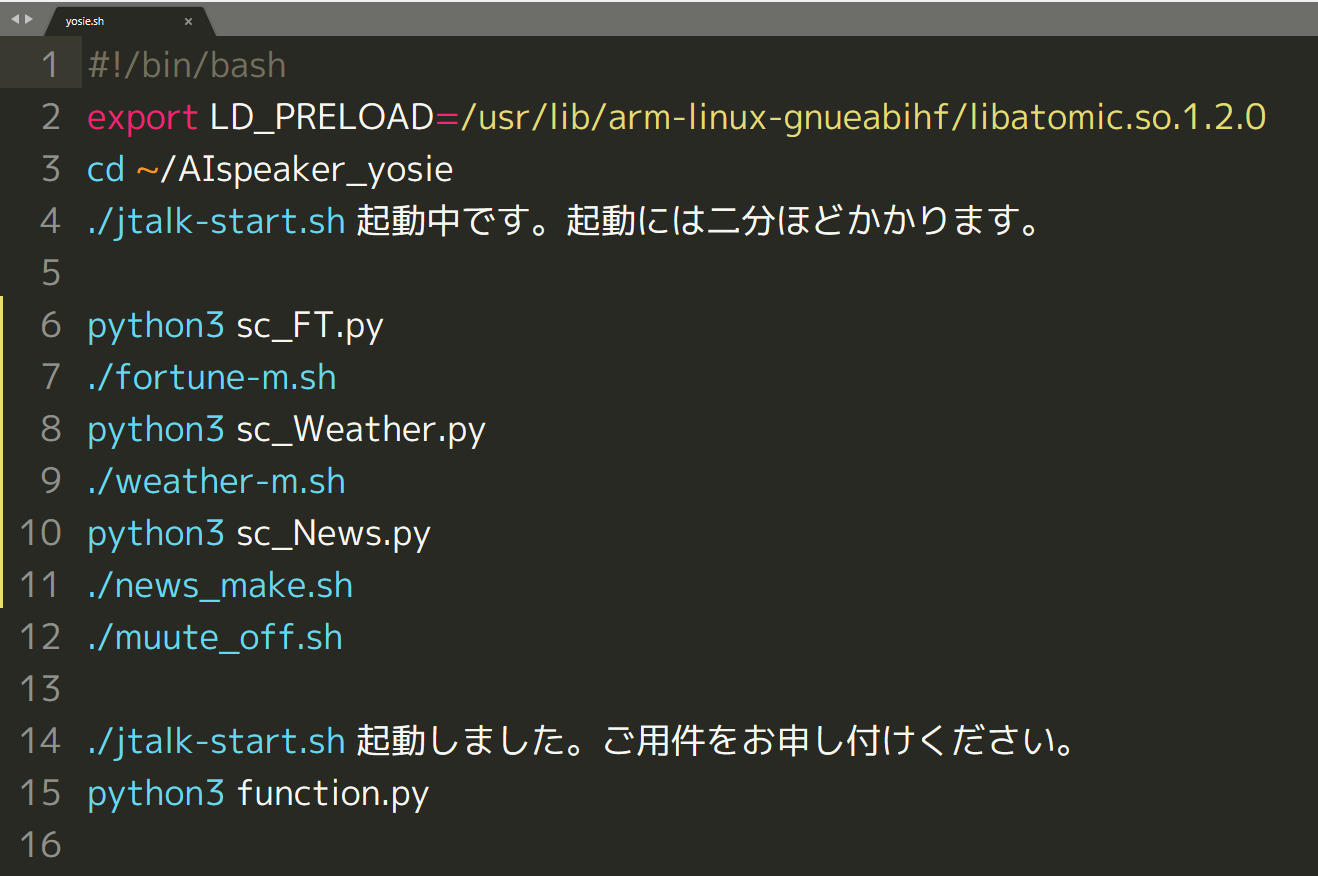 yosie.sh ×
1 #!/bin/bash
2 export LD_PRELOAD=/usr/lib/arm-linux-gnueabihf/libatomic.so.1.2.0
3 cd ~/AIspeaker_yosie
4 ./jtalk-start.sh 起動中です。起動には二分ほどかかります。
5
6 python3 sc_FT.py
7 ./fortune-m.sh
8 python3 sc_Weather.py
9 ./weather-m.sh
10 python3 sc_News.py
11 ./news_make.sh
12 ./muute_off.sh
13
14 ./jtalk-start.sh 起動しました。ご用件をお申し付けください。
15 python3 function.py
16